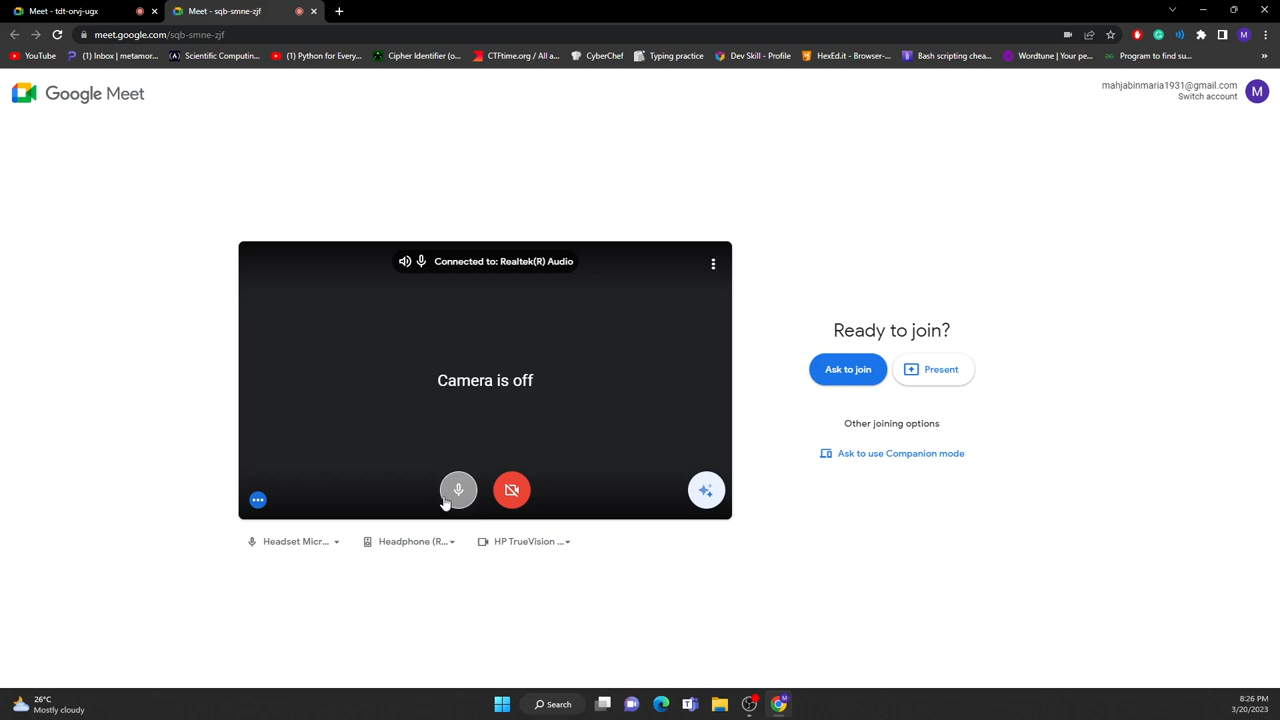 Meet - tdt-orvj-ugx
Meet - sqb-smne-zjf
meet.google.com/sqb-smne-zjf
M
YouTube
(1) (Inbox) | metamor...
Scientific Computin...
(1) Python for Every...
Cipher Identifier (on...
CTFtime.org / All a...
CyberChef
Typing practice
Dev Skill - Profile
HexEd.it - Browser-...
Bash scripting chea...
Wordtune | Your pe...
Program to find su...
Google Meet
mahjabinmaria1931@gmail.com
Switch account
M
Connected to: Realtek(R) Audio
Camera is off
Ready to join?
Ask to join
Present
Other joining options
Ask to use Companion mode
Headset Micr...
Headphone (R...
HP TrueVision ...
26°C
Mostly cloudy
Search
8:26 PM
3/20/2023